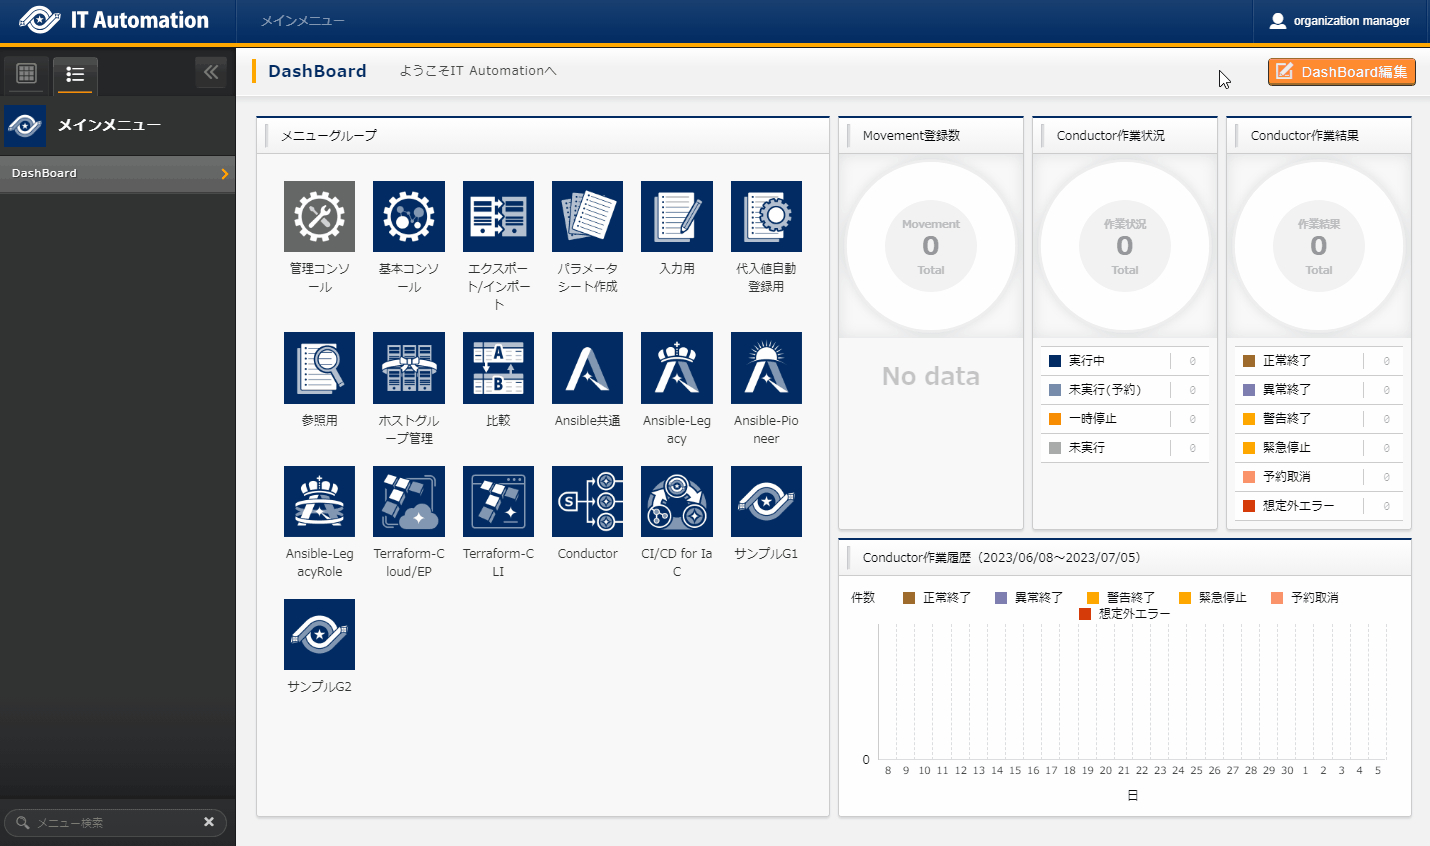 IT Automation
メインメニュー
organization manager
DashBoard
ようこそIT Automationへ
DashBoard編集
メインメニュー
DashBoard
メニュー検索
メニューグループ
管理コンソ
ール
基本コンソ
ール
エクスポー
ト/インポー
ト
パラメータ
シート作成
入力用
代入値自動
登録用
参照用
ホストグル
ープ管理
比較
Ansible共通
Ansible-Leg
acy
Ansible-Pio
neer
Ansible-Leg
acyRole
Terraform-C
loud/EP
Terraform-C
LI
Conductor
CI/CD for Ia
C
サンプルG1
サンプルG2
A
B
S
Movement登録数
Movement
0
Total
No data
Conductor作業状況
作業状況
0
Total
実行中 0
未実行(予約) 0
一時停止 0
未実行 0
Conductor作業結果
作業結果
0
Total
正常終了 0
異常終了 0
警告終了 0
緊急停止 0
予約取消 0
想定外エラー 0
Conductor作業履歴（2023/06/08～2023/07/05）
件数 正常終了 異常終了 警告終了 緊急停止 予約取消
想定外エラー
0
8 9 10 11 12 13 14 15 16 17 18 19 20 21 22 23 24 25 26 27 28 29 30 1 2 3 4 5
日